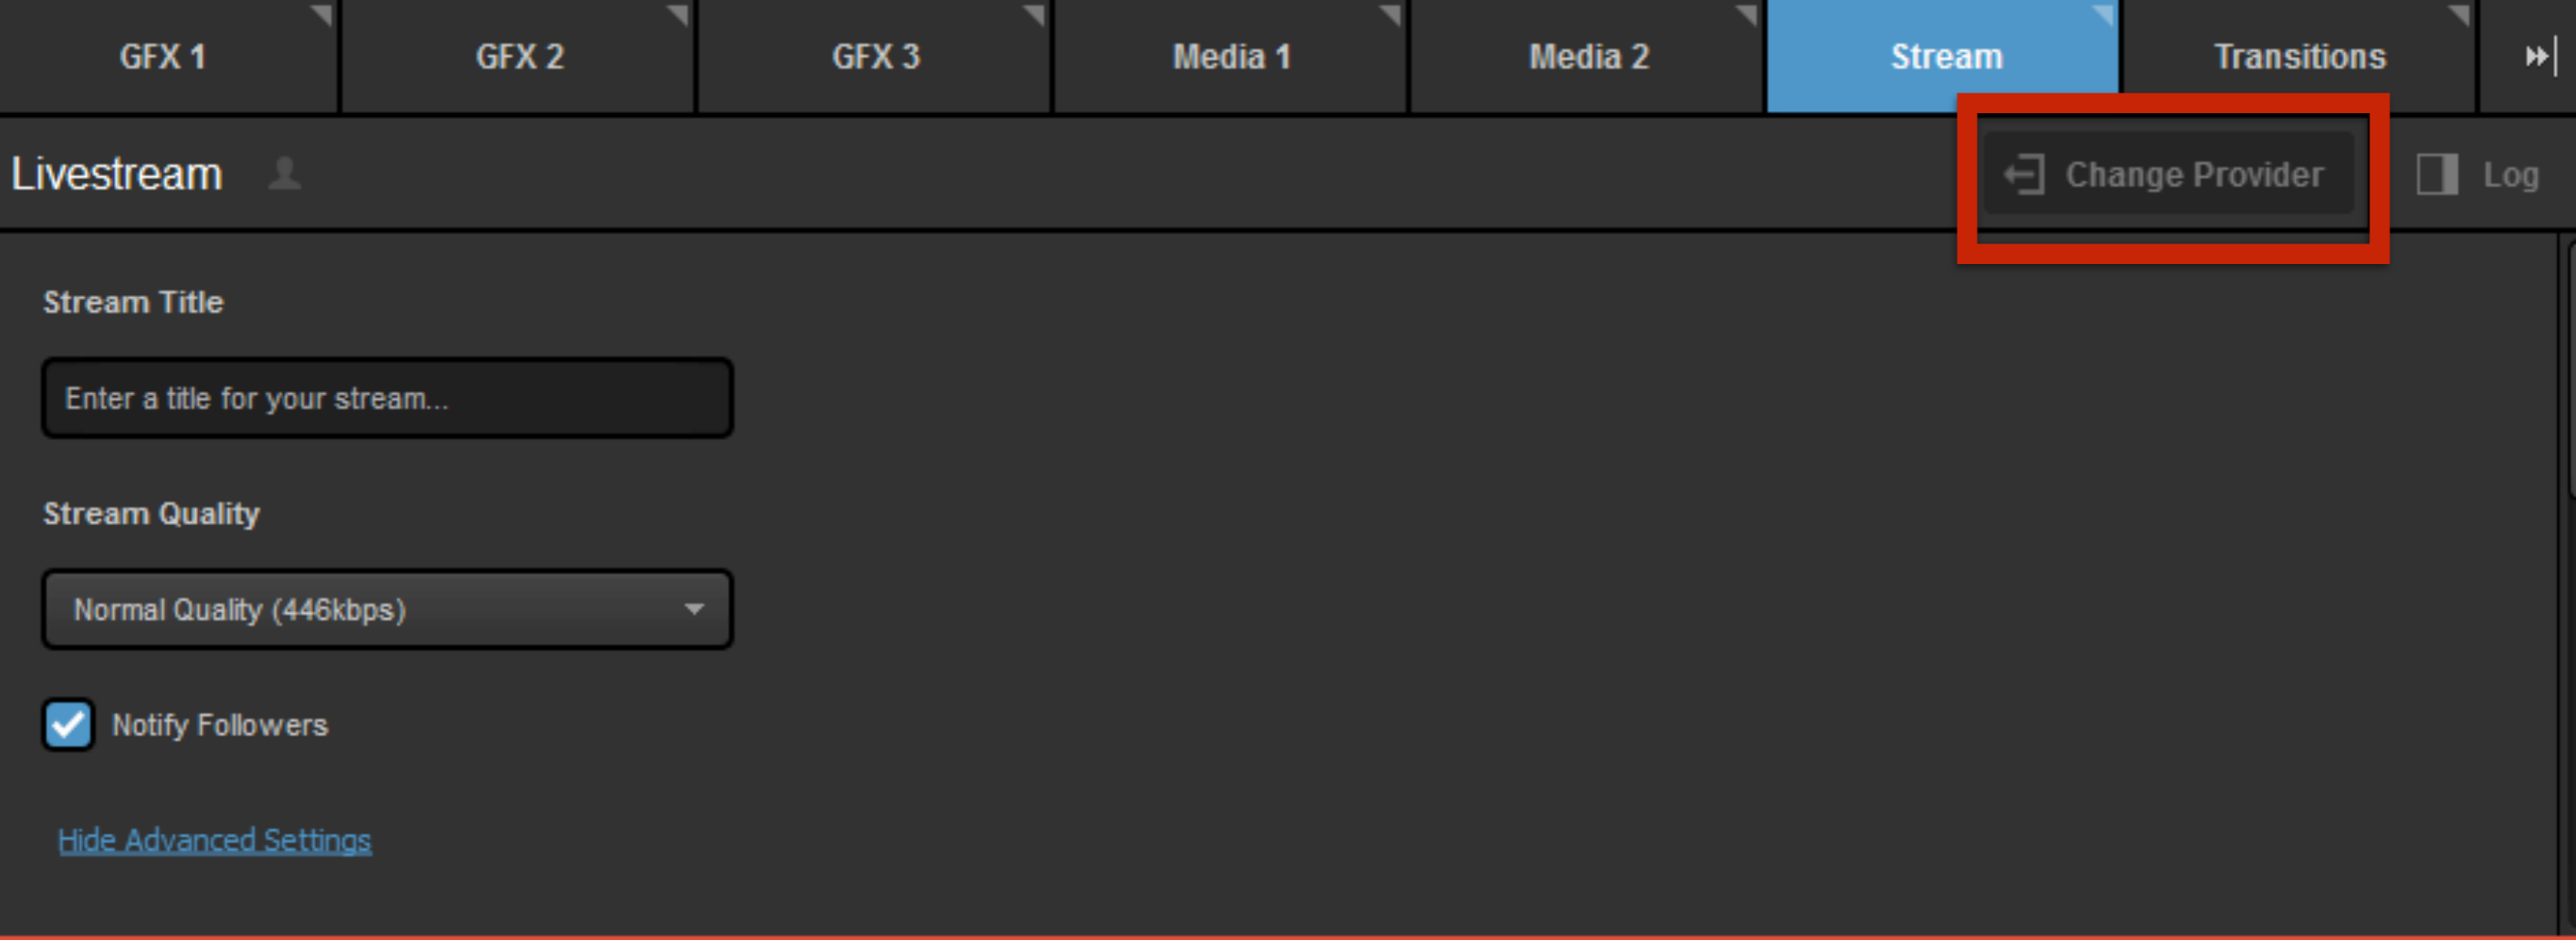 GFX 1 GFX 2 GFX 3 Media 1 Media 2 Stream Transitions
Livestream Change Provider Log
Stream Title
Enter a title for your stream...
Stream Quality
Normal Quality (446kbps)
Notify Followers
Hide Advanced Settings